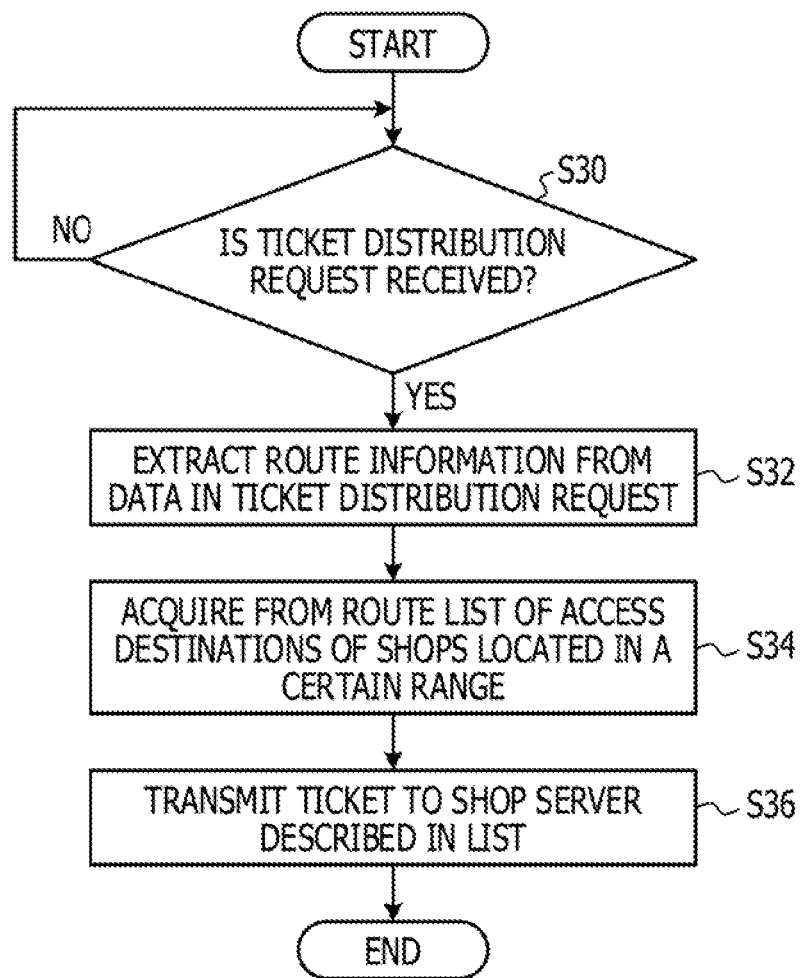 START
S30
NO
IS TICKET DISTRIBUTION
REQUEST RECEIVED?
YES
EXTRACT ROUTE INFORMATION FROM
DATA IN TICKET DISTRIBUTION REQUEST
S32
ACQUIRE FROM ROUTE LIST OF ACCESS
DESTINATIONS OF SHOPS LOCATED IN A
CERTAIN RANGE
S34
TRANSMIT TICKET TO SHOP SERVER
DESCRIBED IN LIST
S36
END